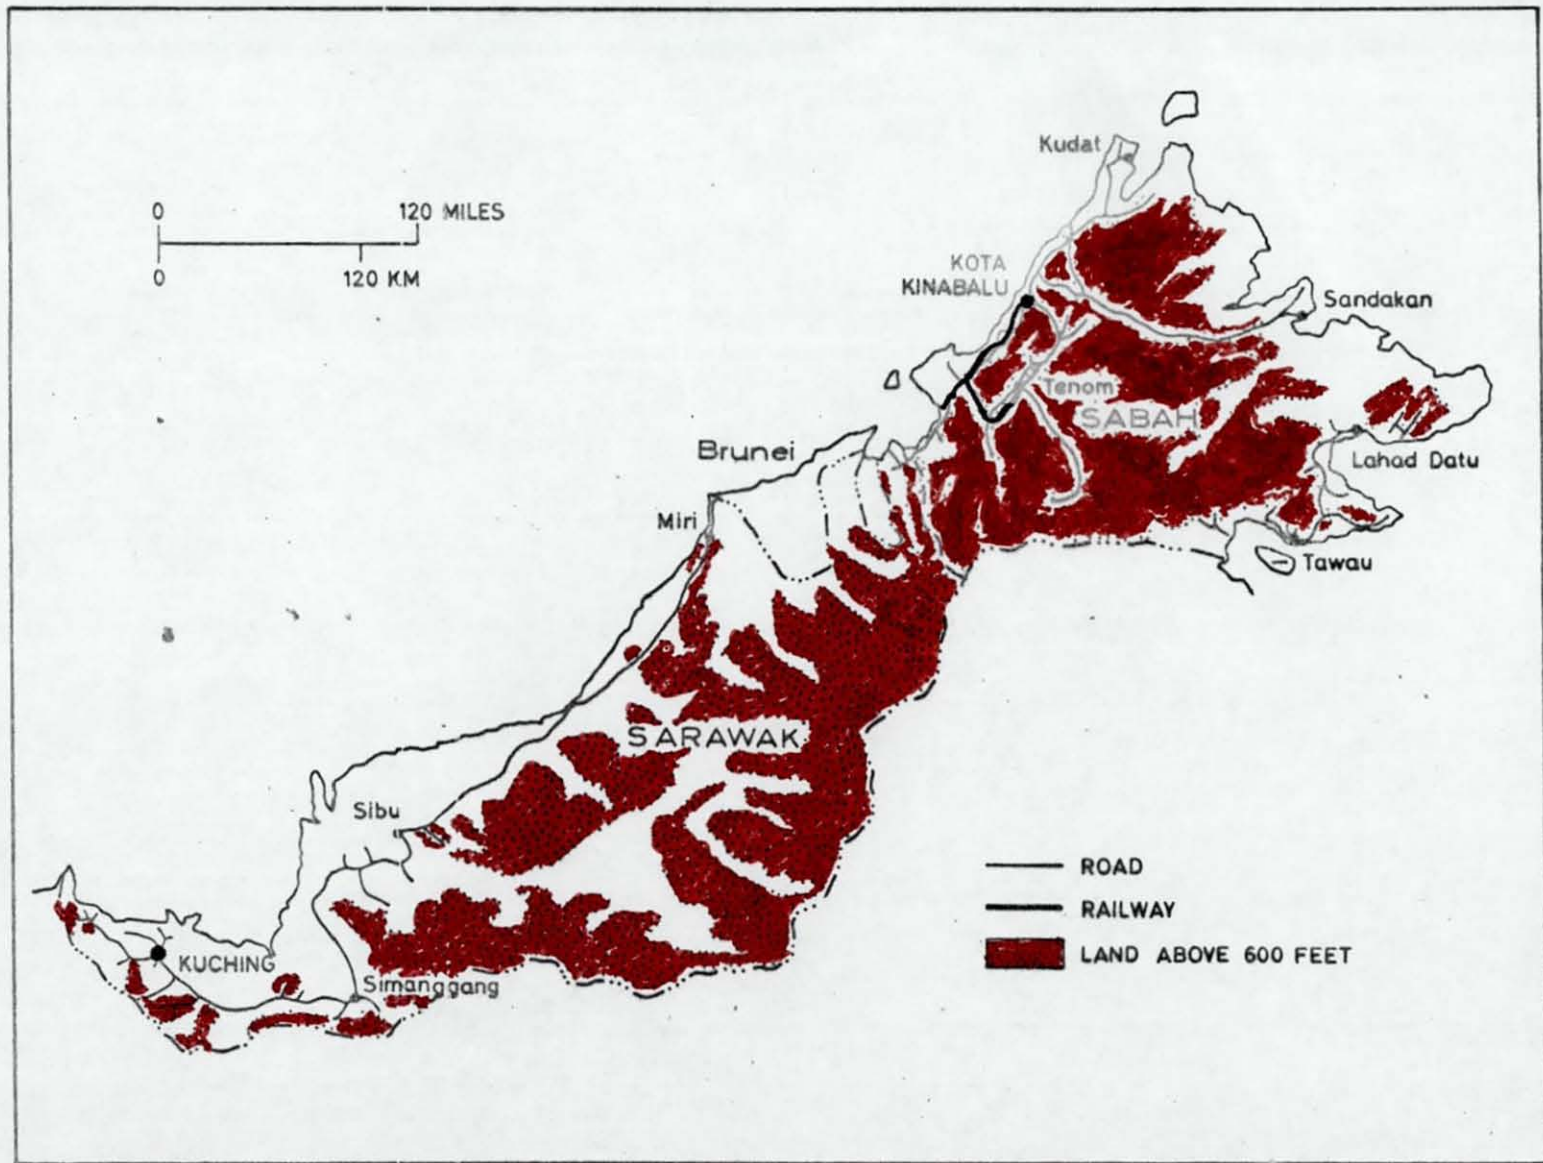 Kudat
0 120 MILES
0 120 KM
KOTA
KINABALU
Sandakan
Tenom
SABAH
Brunei
Lahad Datu
Miri
Tawau
SARAWAK
Sibu
ROAD
RAILWAY
LAND ABOVE 600 FEET
KUCHING
Simanggang